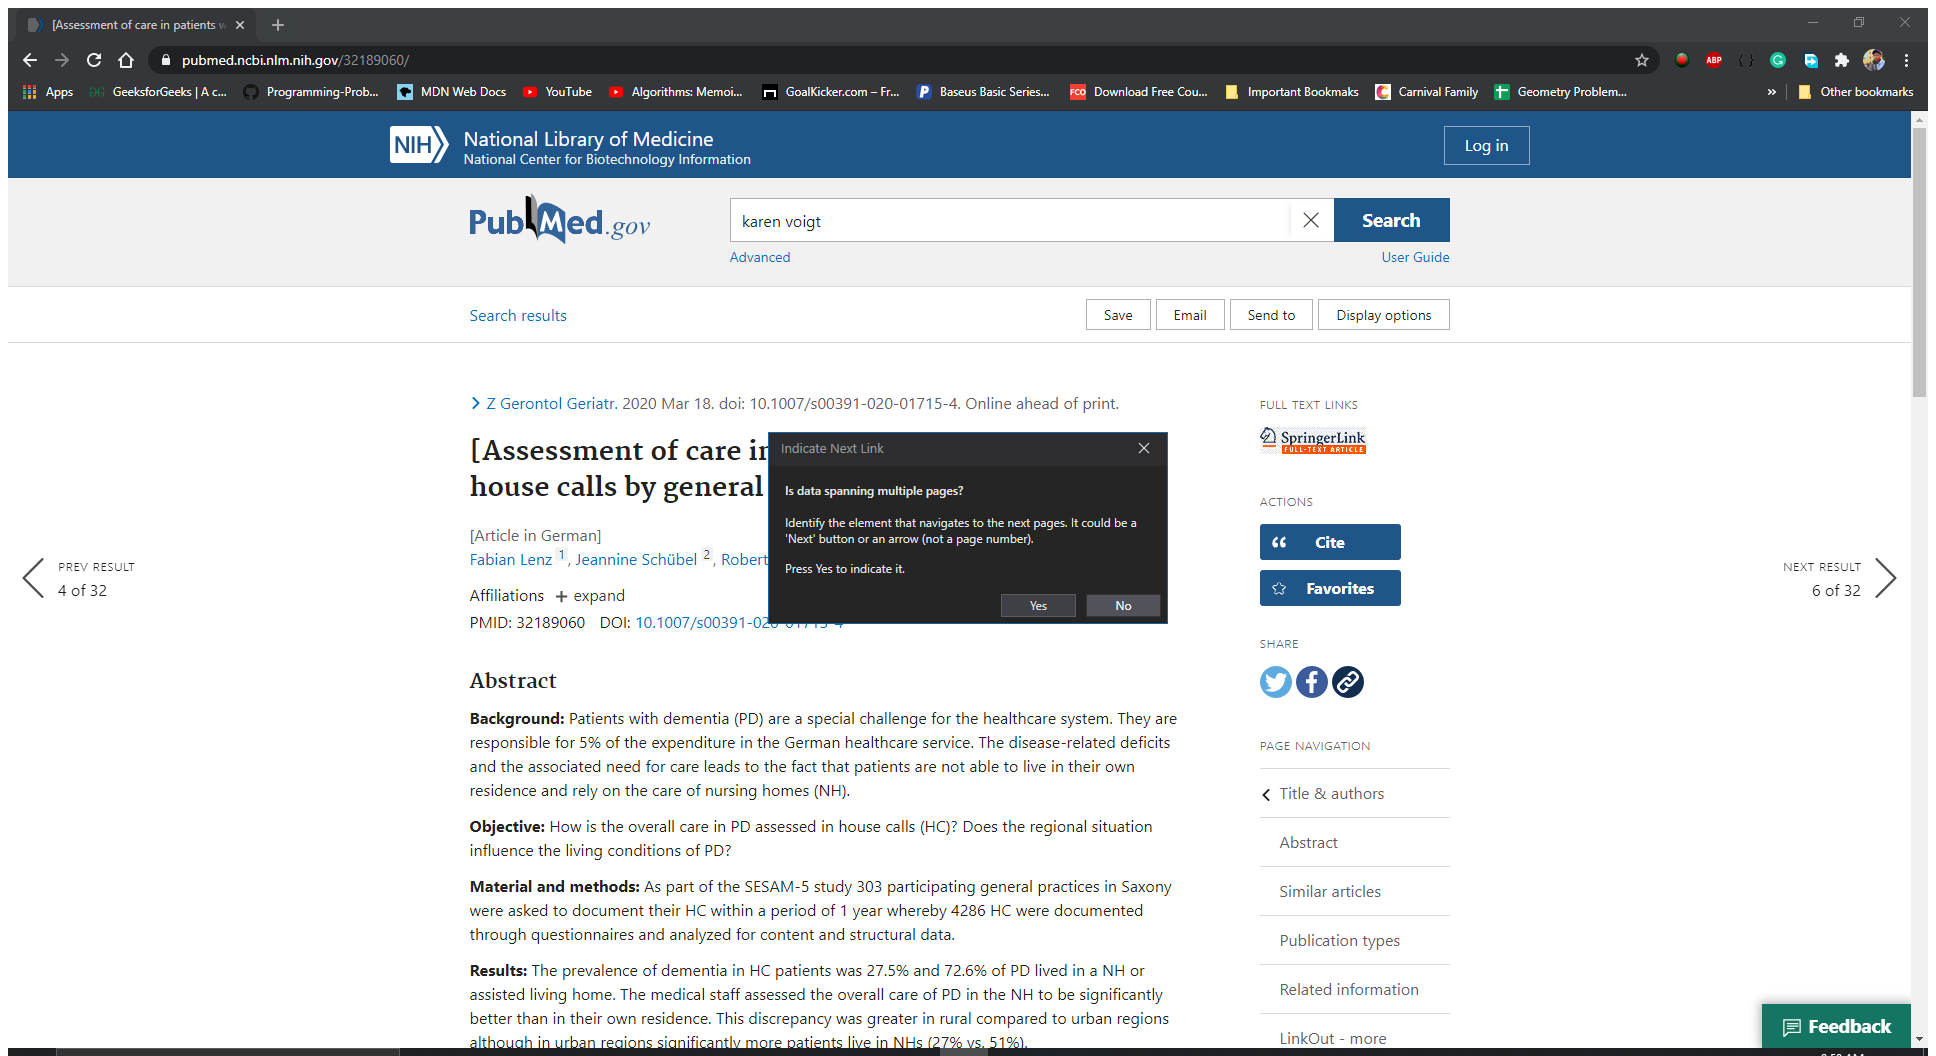 [Assessment of care in patients w
pubmed.ncbi.nlm.nih.gov/32189060/
ABP
Apps
GeeksforGeeks | A c...
Programming-Prob...
MDN Web Docs
YouTube
Algorithms: Memoi...
GoalKicker.com – Fr...
Baseus Basic Series...
FCO
Download Free Cou...
Important Bookmaks
Carnival Family
Geometry Problem...
»
Other bookmarks
NIH
National Library of Medicine
National Center for Biotechnology Information
Log in
PubMed.gov
karen voigt
Search
Advanced
User Guide
Search results
Save
Email
Send to
Display options
Z Gerontol Geriatr. 2020 Mar 18. doi: 10.1007/s00391-020-01715-4. Online ahead of print.
[Assessment of care in
house calls by general
[Article in German]
Fabian Lenz 1, Jeannine Schübel 2, Robert
Affiliations + expand
PMID: 32189060 DOI: 10.1007/s00391-020-01715-4
Indicate Next Link
Is data spanning multiple pages?
Identify the element that navigates to the next pages. It could be a
'Next' button or an arrow (not a page number).
Press Yes to indicate it.
Yes
No
PREV RESULT
4 of 32
NEXT RESULT
6 of 32
Abstract
Background: Patients with dementia (PD) are a special challenge for the healthcare system. They are
responsible for 5% of the expenditure in the German healthcare service. The disease-related deficits
and the associated need for care leads to the fact that patients are not able to live in their own
residence and rely on the care of nursing homes (NH).
Objective: How is the overall care in PD assessed in house calls (HC)? Does the regional situation
influence the living conditions of PD?
Material and methods: As part of the SESAM-5 study 303 participating general practices in Saxony
were asked to document their HC within a period of 1 year whereby 4286 HC were documented
through questionnaires and analyzed for content and structural data.
Results: The prevalence of dementia in HC patients was 27.5% and 72.6% of PD lived in a NH or
assisted living home. The medical staff assessed the overall care of PD in the NH to be significantly
better than in their own residence. This discrepancy was greater in rural compared to urban regions
although in urban regions significantly more patients live in NHs (27% vs. 51%).
FULL TEXT LINKS
SpringerLink
FULL-TEXT ARTICLE
ACTIONS
Cite
Favorites
SHARE
PAGE NAVIGATION
Title & authors
Abstract
Similar articles
Publication types
Related information
LinkOut - more
Feedback